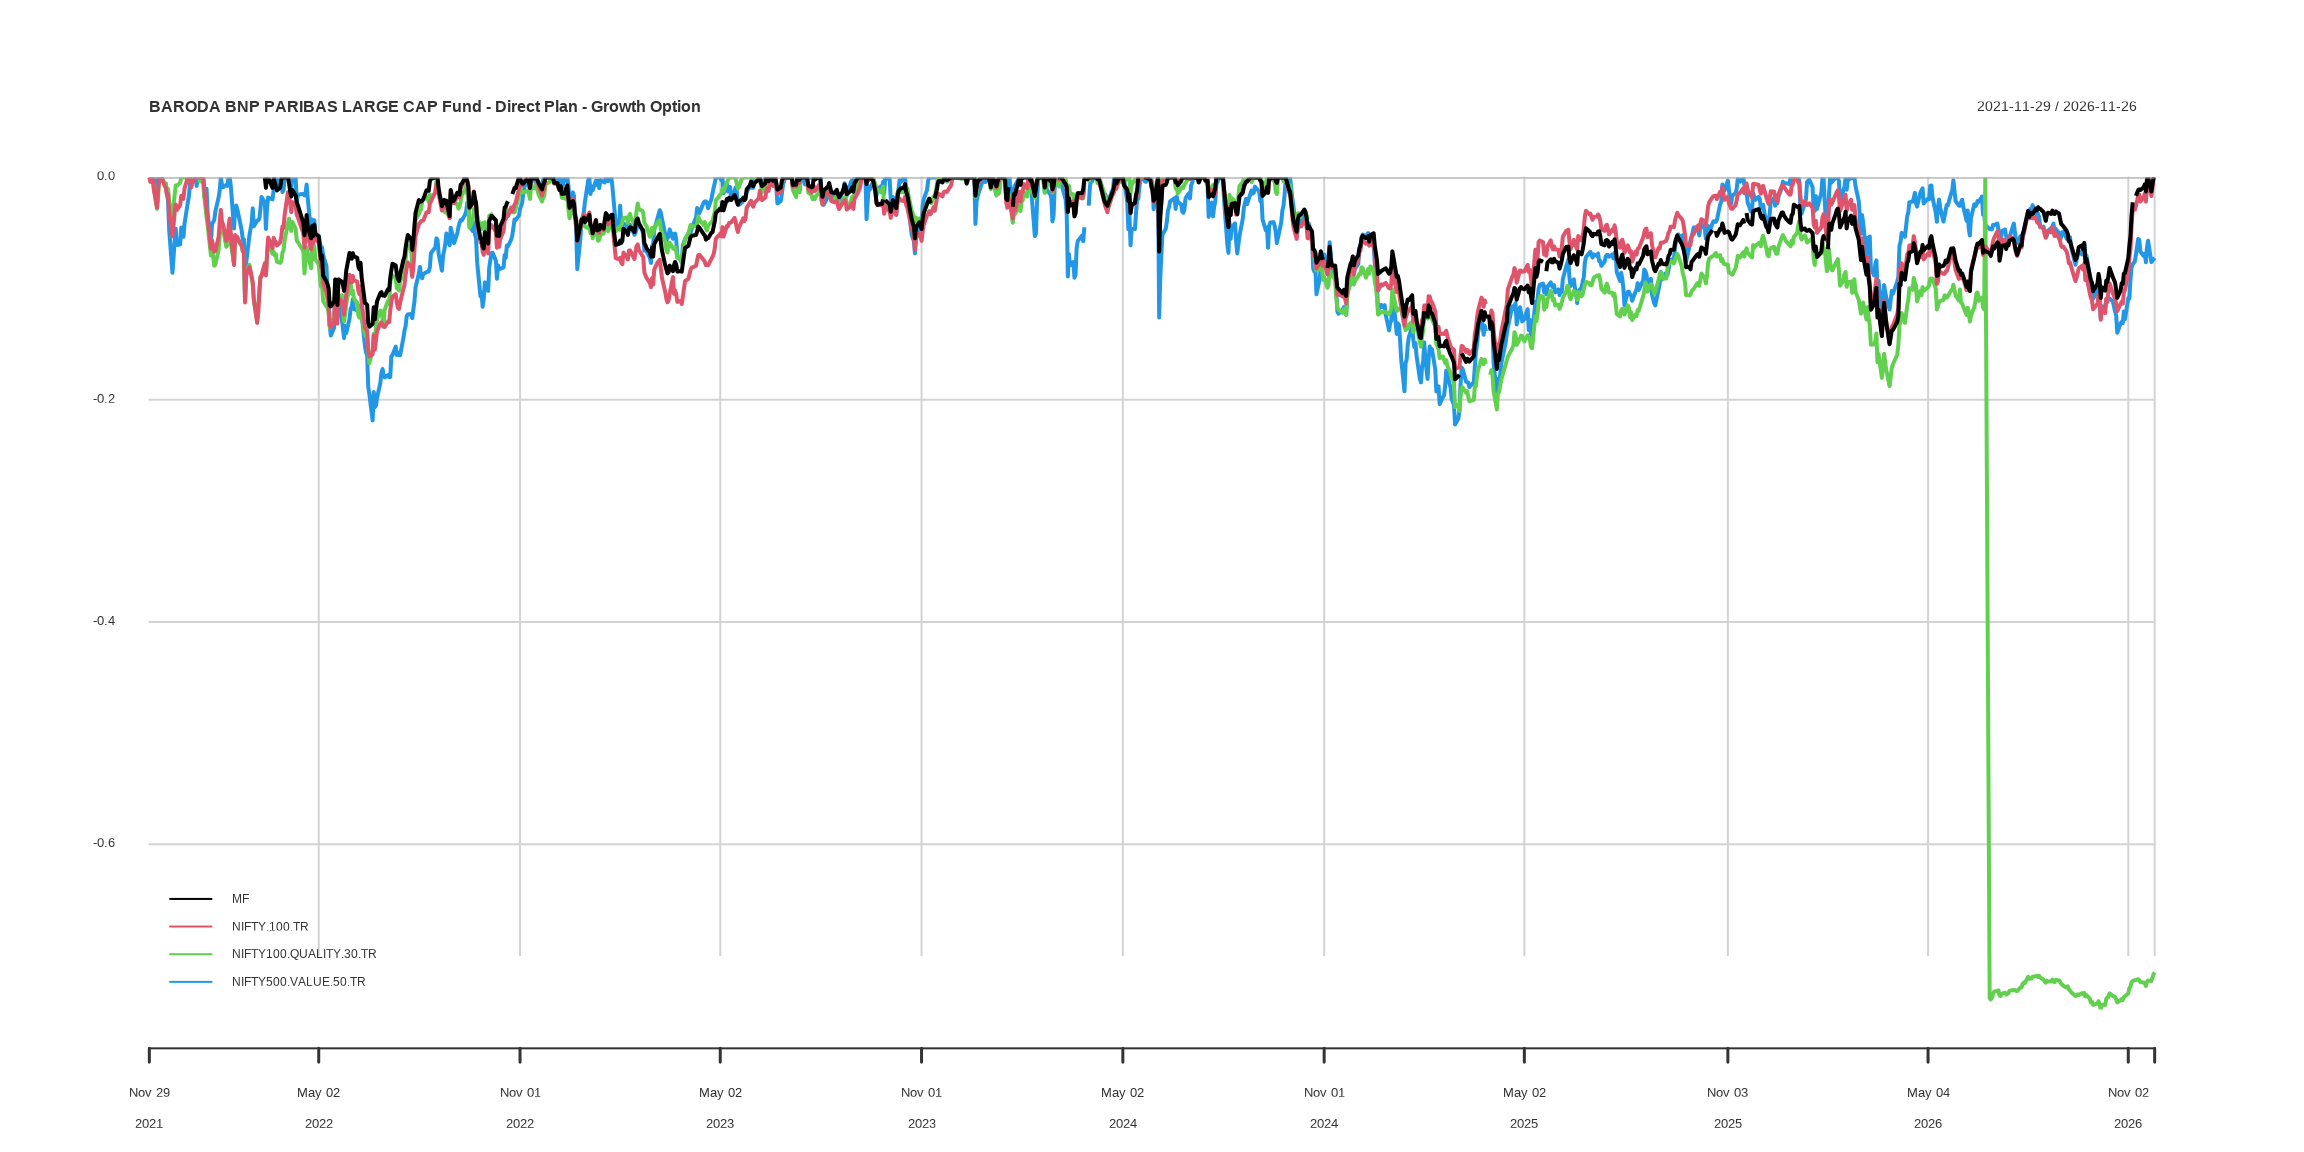 BARODA BNP PARIBAS LARGE CAP Fund - Direct Plan - Growth Option
2021-11-29 / 2026-11-26
0.0
-0.2
-0.4
-0.6
MF
NIFTY.100.TR
NIFTY100.QUALITY.30.TR
NIFTY500.VALUE.50.TR
Nov 29 May 02 Nov 01 May 02 Nov 01 May 02 Nov 01 May 02 Nov 03 May 04 Nov 02
2021 2022 2022 2023 2023 2024 2024 2025 2025 2026 2026